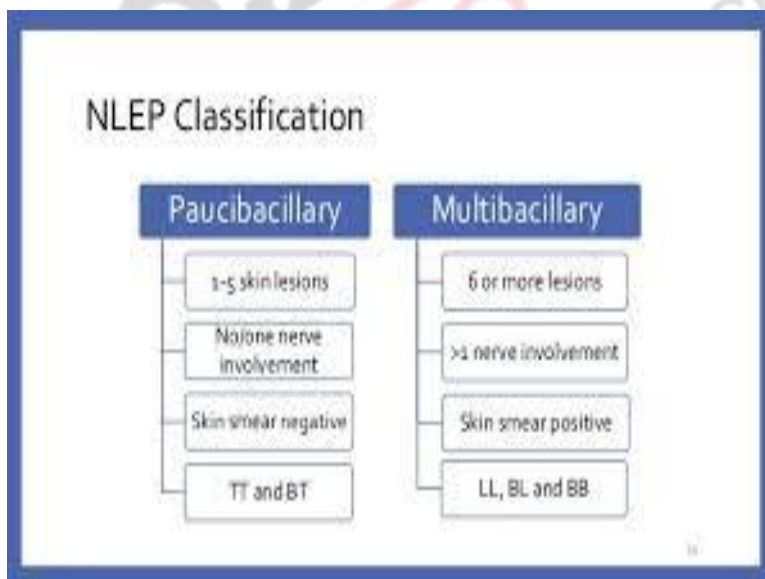 NLEP Classification
Paucibacillary
1-5 skin lesions
No/one nerve
involvement
Skin smear negative
TT and BT
Multibacillary
6 or more lesions
>1 nerve involvement
Skin smear positive
LL, BL and BB